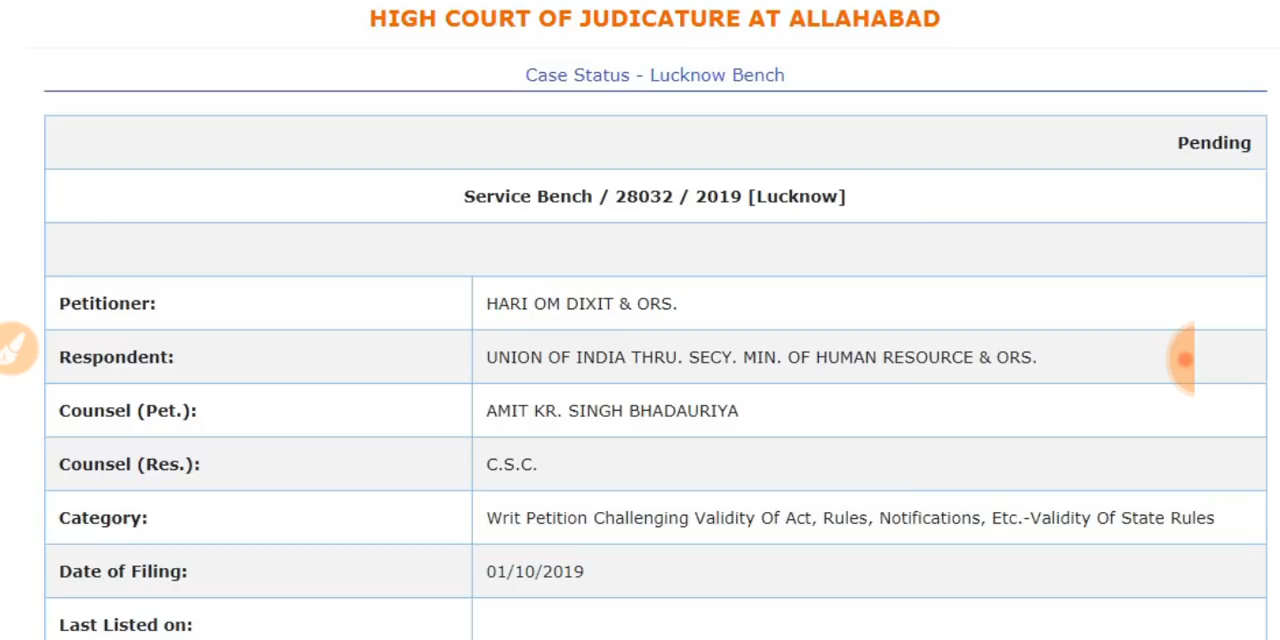 HIGH COURT OF JUDICATURE AT ALLAHABAD
Case Status - Lucknow Bench
Pending
Service Bench / 28032 / 2019 [Lucknow]
Petitioner: HARI OM DIXIT & ORS.
Respondent: UNION OF INDIA THRU. SECY. MIN. OF HUMAN RESOURCE & ORS.
Counsel (Pet.): AMIT KR. SINGH BHADAURIYA
Counsel (Res.): C.S.C.
Category: Writ Petition Challenging Validity Of Act, Rules, Notifications, Etc.-Validity Of State Rules
Date of Filing: 01/10/2019
Last Listed on: